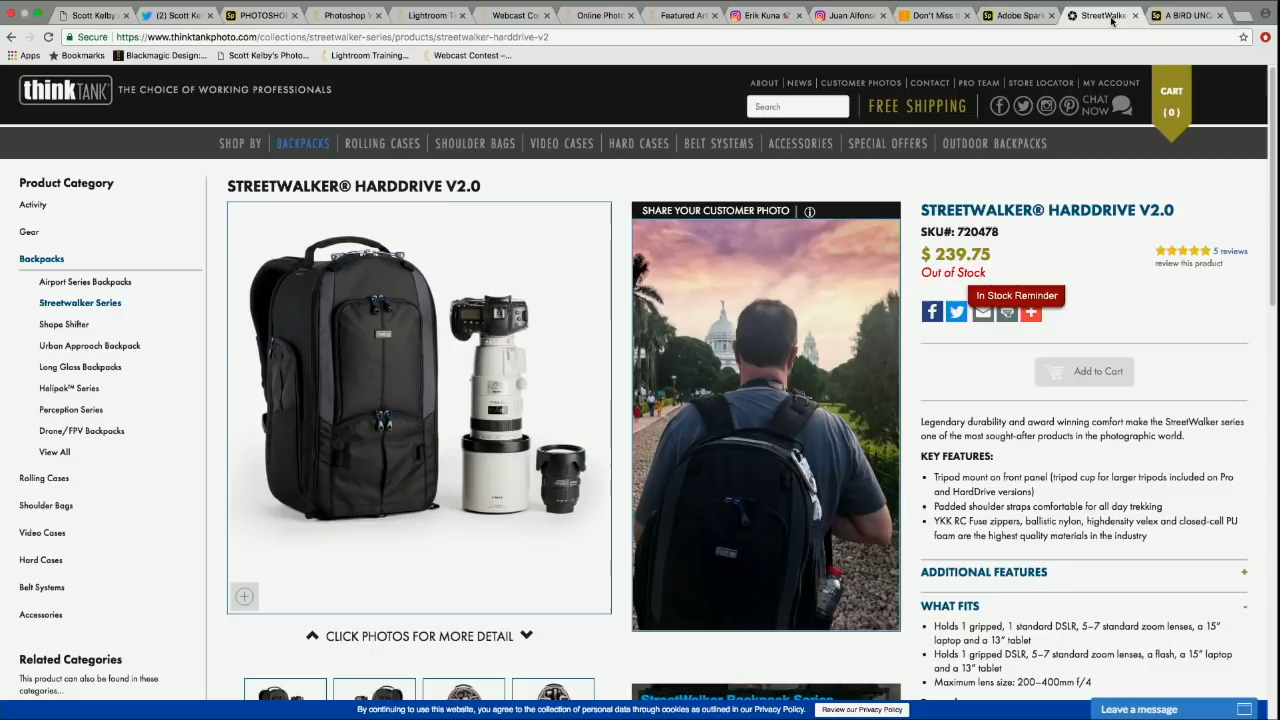 Scott Kelby's
(2) Scott K
PHOTOSHO
Photoshop W
Lightroom T
Webcast Co
Online Photo
Featured Art
Erik Kuna
Juan Alfons
Don't Miss t
Adobe Spar
StreetWalke
A BIRD UNC
Secure
https://www.thinktankphoto.com/collections/streetwalker-series/products/streetwalker-harddrive-v2
Apps
Bookmarks
Blackmagic Design:...
Scott Kelby's Photo...
Lightroom Training...
Webcast Contest –...
thinkTANK
THE CHOICE OF WORKING PROFESSIONALS
ABOUT | NEWS | CUSTOMER PHOTOS | CONTACT | PRO TEAM | STORE LOCATOR | MY ACCOUNT
Search
FREE SHIPPING
CHAT
NOW
CART
(0)
SHOP BY | BACKPACKS | ROLLING CASES | SHOULDER BAGS | VIDEO CASES | HARD CASES | BELT SYSTEMS | ACCESSORIES | SPECIAL OFFERS | OUTDOOR BACKPACKS
Product Category
Activity
Gear
Backpacks
Airport Series Backpacks
Streetwalker Series
Shape Shifter
Urban Approach Backpack
Long Glass Backpacks
Helipak™ Series
Perception Series
Drone/FPV Backpacks
View All
Rolling Cases
Shoulder Bags
Video Cases
Hard Cases
Belt Systems
Accessories
Related Categories
This product can also be found in these
categories...
STREETWALKER® HARDDRIVE V2.0
CLICK PHOTOS FOR MORE DETAIL
SHARE YOUR CUSTOMER PHOTO |
StreetWalker Backpack Series
STREETWALKER® HARDDRIVE V2.0
SKU#: 720478
$ 239.75
Out of Stock
5 reviews
review this product
In Stock Reminder
Add to Cart
Legendary durability and award winning comfort make the StreetWalker series
one of the most sought-after products in the photographic world.
KEY FEATURES:
• Tripod mount on front panel (tripod cup for larger tripods included on Pro
and HardDrive versions)
• Padded shoulder straps comfortable for all day trekking
• YKK RC Fuse zippers, ballistic nylon, highdensity velex and closed-cell PU
foam are the highest quality materials in the industry
ADDITIONAL FEATURES +
WHAT FITS -
• Holds 1 gripped, 1 standard DSLR, 5–7 standard zoom lenses, a 15"
laptop and a 13" tablet
• Holds 1 gripped DSLR, 5–7 standard zoom lenses, a flash, a 15" laptop
and a 13" tablet
• Maximum lens size: 200–400mm f/4
By continuing to use this website, you agree to the collection of personal data through cookies as outlined in our Privacy Policy.
Review our Privacy Policy
Leave a message